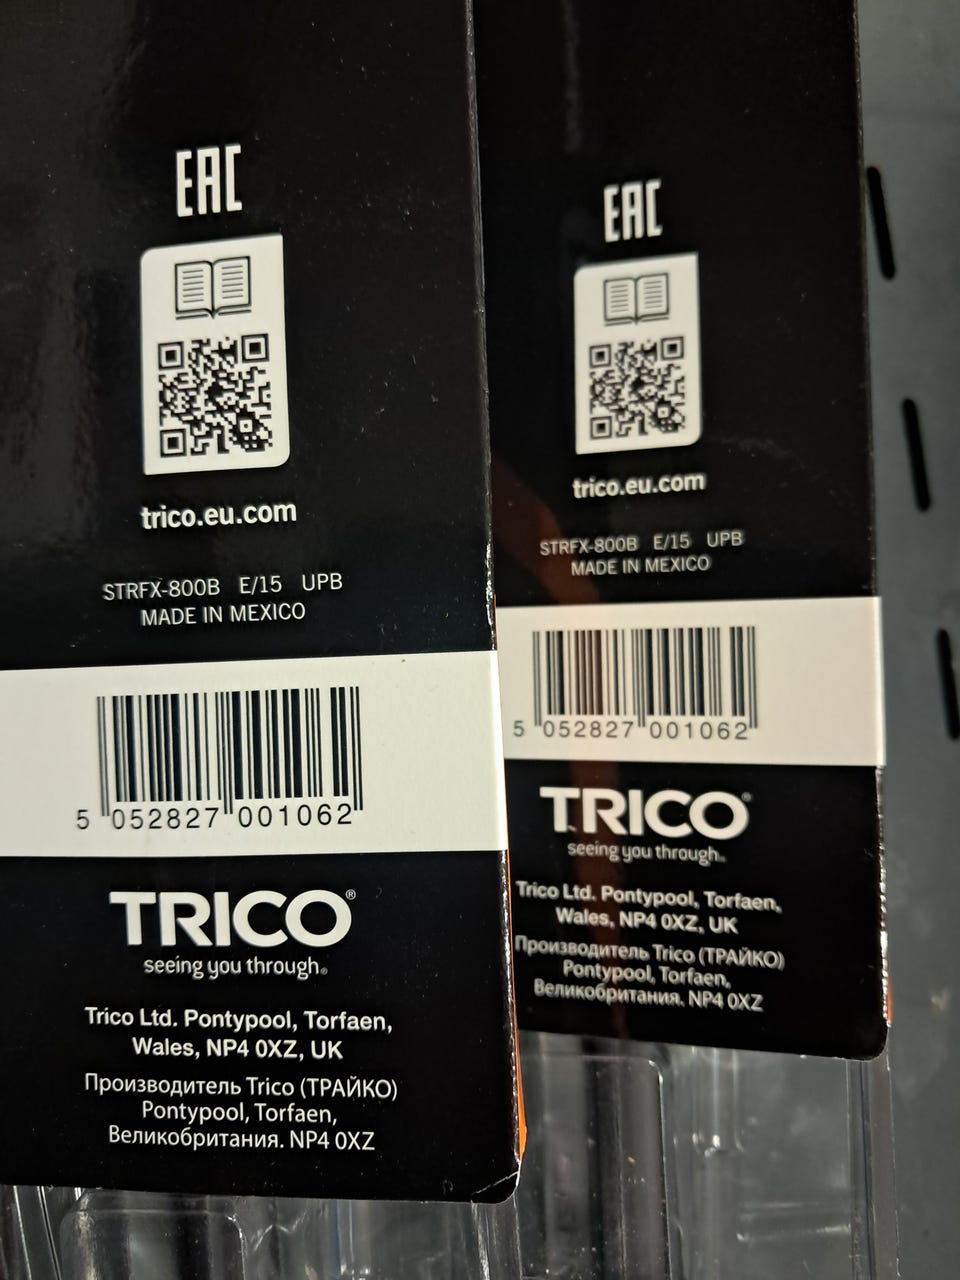 EAC
trico.eu.com
STRFX-800B E/15 UPB
MADE IN MEXICO
5 052827 001062
TRICO®
seeing you through®
Trico Ltd. Pontypool, Torfaen,
Wales, NP4 0XZ, UK
Производитель Trico (ТРАЙКО)
Pontypool, Torfaen,
Великобритания. NP4 0XZ
EAC
trico.eu.com
STRFX-800B E/15 UPB
MADE IN MEXICO
5 052827 001062
TRICO®
seeing you through®
Trico Ltd. Pontypool, Torfaen,
Wales, NP4 0XZ, UK
Производитель Trico (ТРАЙКО)
Pontypool, Torfaen,
Великобритания. NP4 0XZ